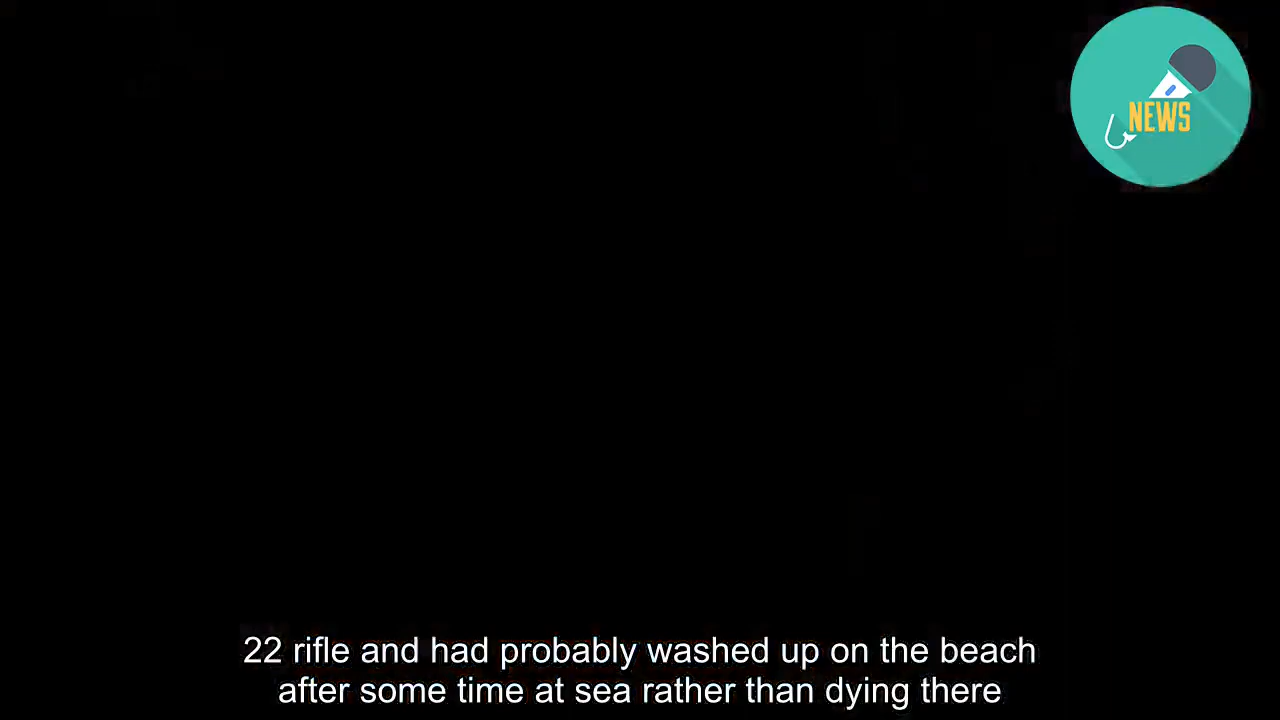 NEWS
22 rifle and had probably washed up on the beach
after some time at sea rather than dying there